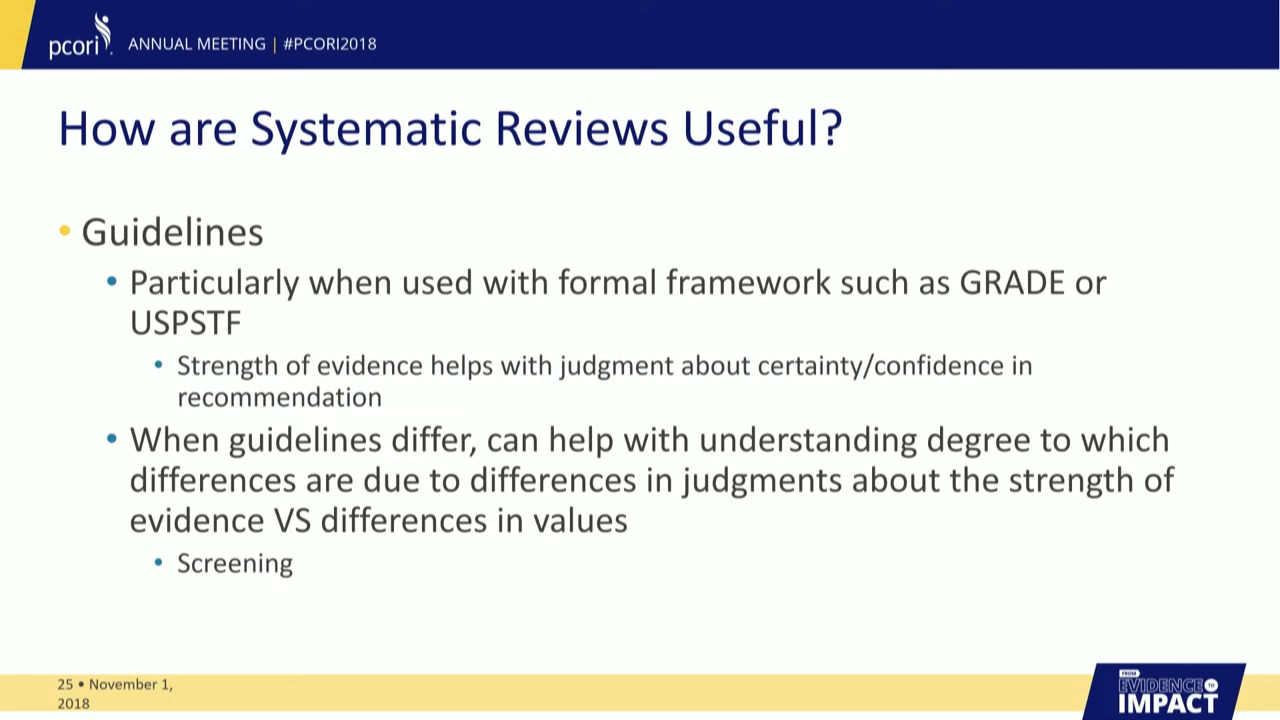 pcori
ANNUAL MEETING | #PCORI2018
How are Systematic Reviews Useful?
• Guidelines
• Particularly when used with formal framework such as GRADE or
USPSTF
• Strength of evidence helps with judgment about certainty/confidence in
recommendation
• When guidelines differ, can help with understanding degree to which
differences are due to differences in judgments about the strength of
evidence VS differences in values
• Screening
25 • November 1,
2018
FROM
EVIDENCE TO
IMPACT